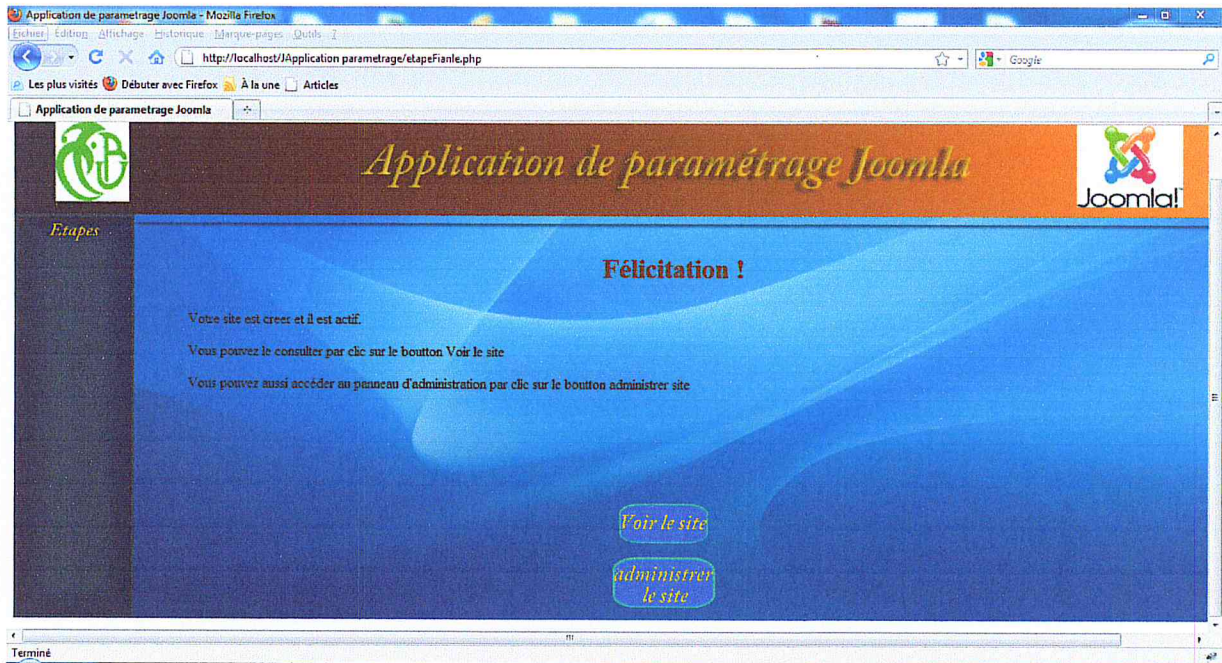 Application de parametrage Joomla - Mozilla Firefox
Fichier Edition Affichage Historique Marque-pages Outils ?
http://localhost/JApplication parametrage/etapeFianle.php
Google
Les plus visités Débuter avec Firefox À la une Articles
Application de parametrage Joomla
Application de paramétrage Joomla
Joomla!
Etapes
Félicitation !
Votre site est creer et il est actif.
Vous pouvez le consulter par clic sur le boutton Voir le site
Vous pouvez aussi accéder au panneau d'administration par clic sur le boutton administrer site
Voir le site
administrer
le site
Terminé